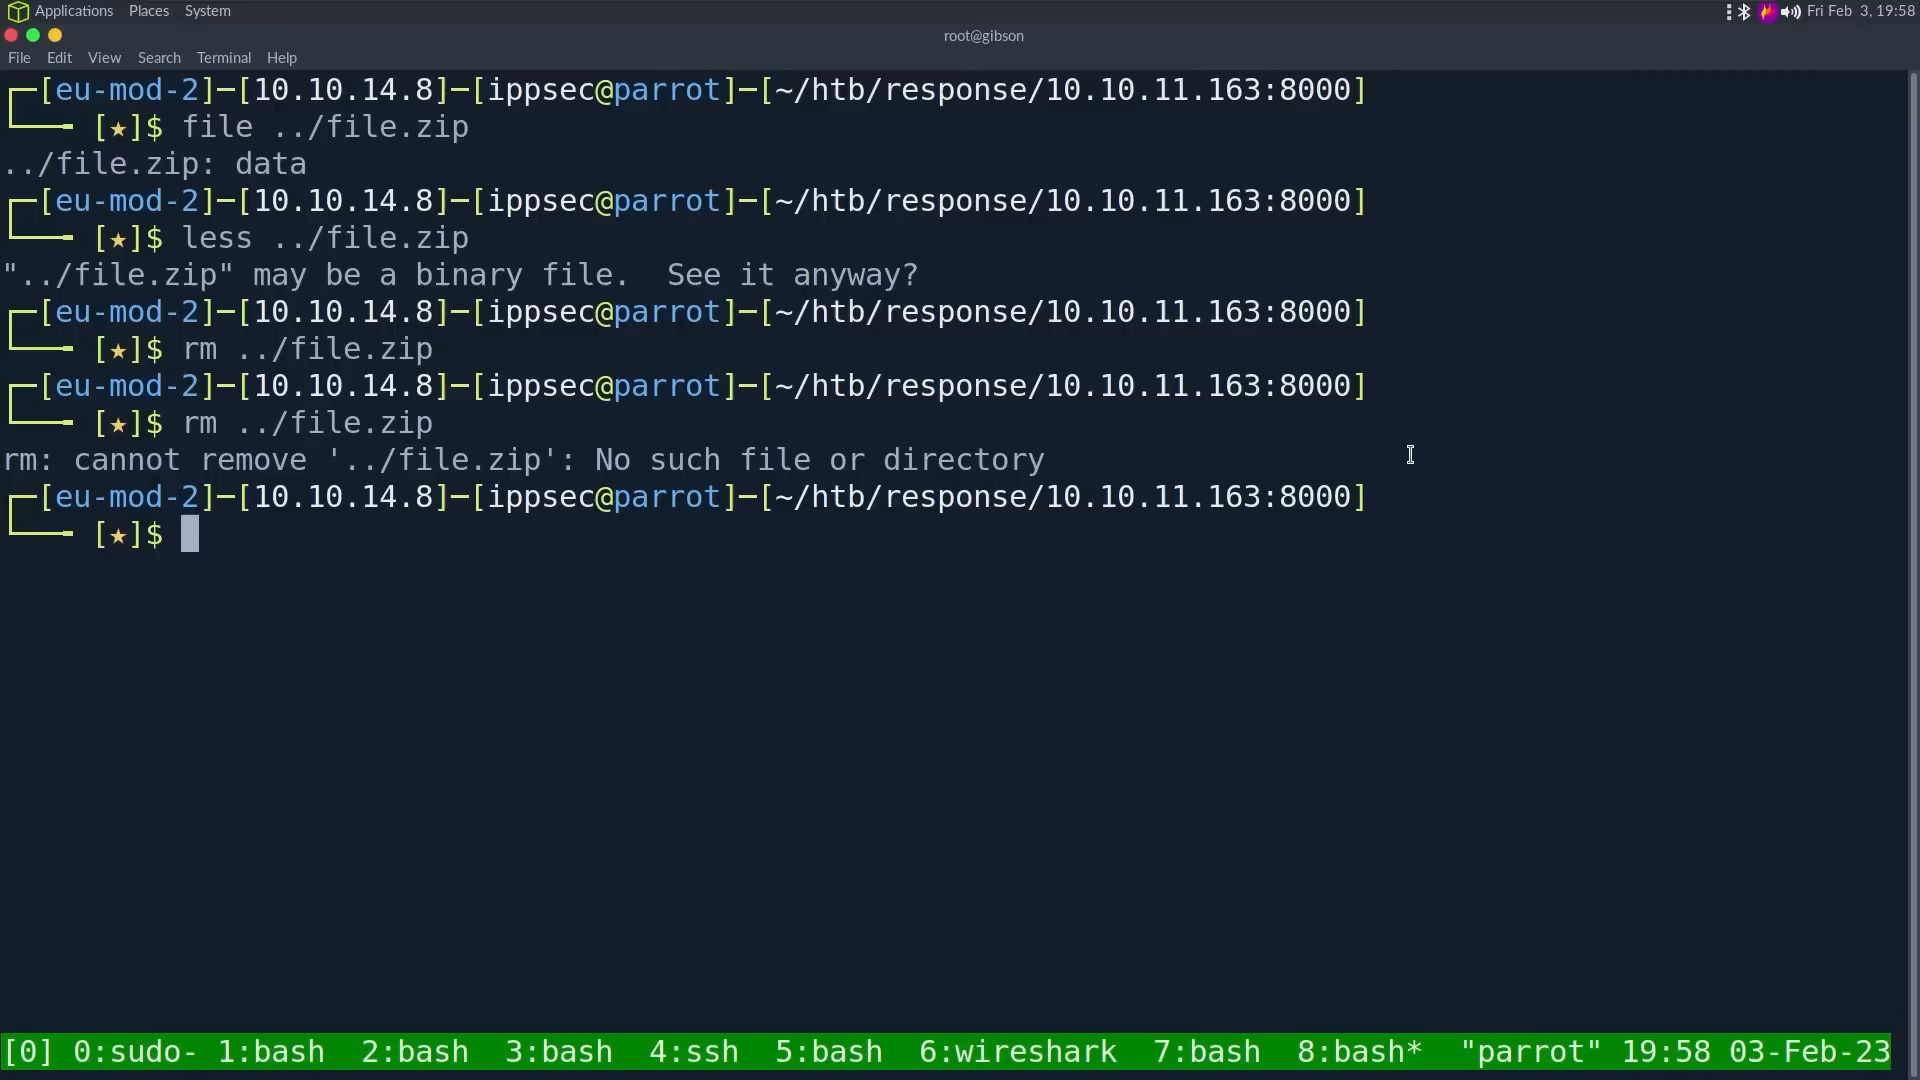 Applications Places System Fri Feb 3, 19:58
root@gibson
File Edit View Search Terminal Help
[eu-mod-2]─[10.10.14.8]─[ippsec@parrot]─[~/htb/response/10.10.11.163:8000]
[★]$ file ../file.zip
../file.zip: data
[eu-mod-2]─[10.10.14.8]─[ippsec@parrot]─[~/htb/response/10.10.11.163:8000]
[★]$ less ../file.zip
"../file.zip" may be a binary file.  See it anyway?
[eu-mod-2]─[10.10.14.8]─[ippsec@parrot]─[~/htb/response/10.10.11.163:8000]
[★]$ rm ../file.zip
[eu-mod-2]─[10.10.14.8]─[ippsec@parrot]─[~/htb/response/10.10.11.163:8000]
[★]$ rm ../file.zip
rm: cannot remove '../file.zip': No such file or directory
[eu-mod-2]─[10.10.14.8]─[ippsec@parrot]─[~/htb/response/10.10.11.163:8000]
[★]$
[0] 0:sudo- 1:bash  2:bash  3:bash  4:ssh  5:bash  6:wireshark  7:bash  8:bash*  "parrot" 19:58 03-Feb-23